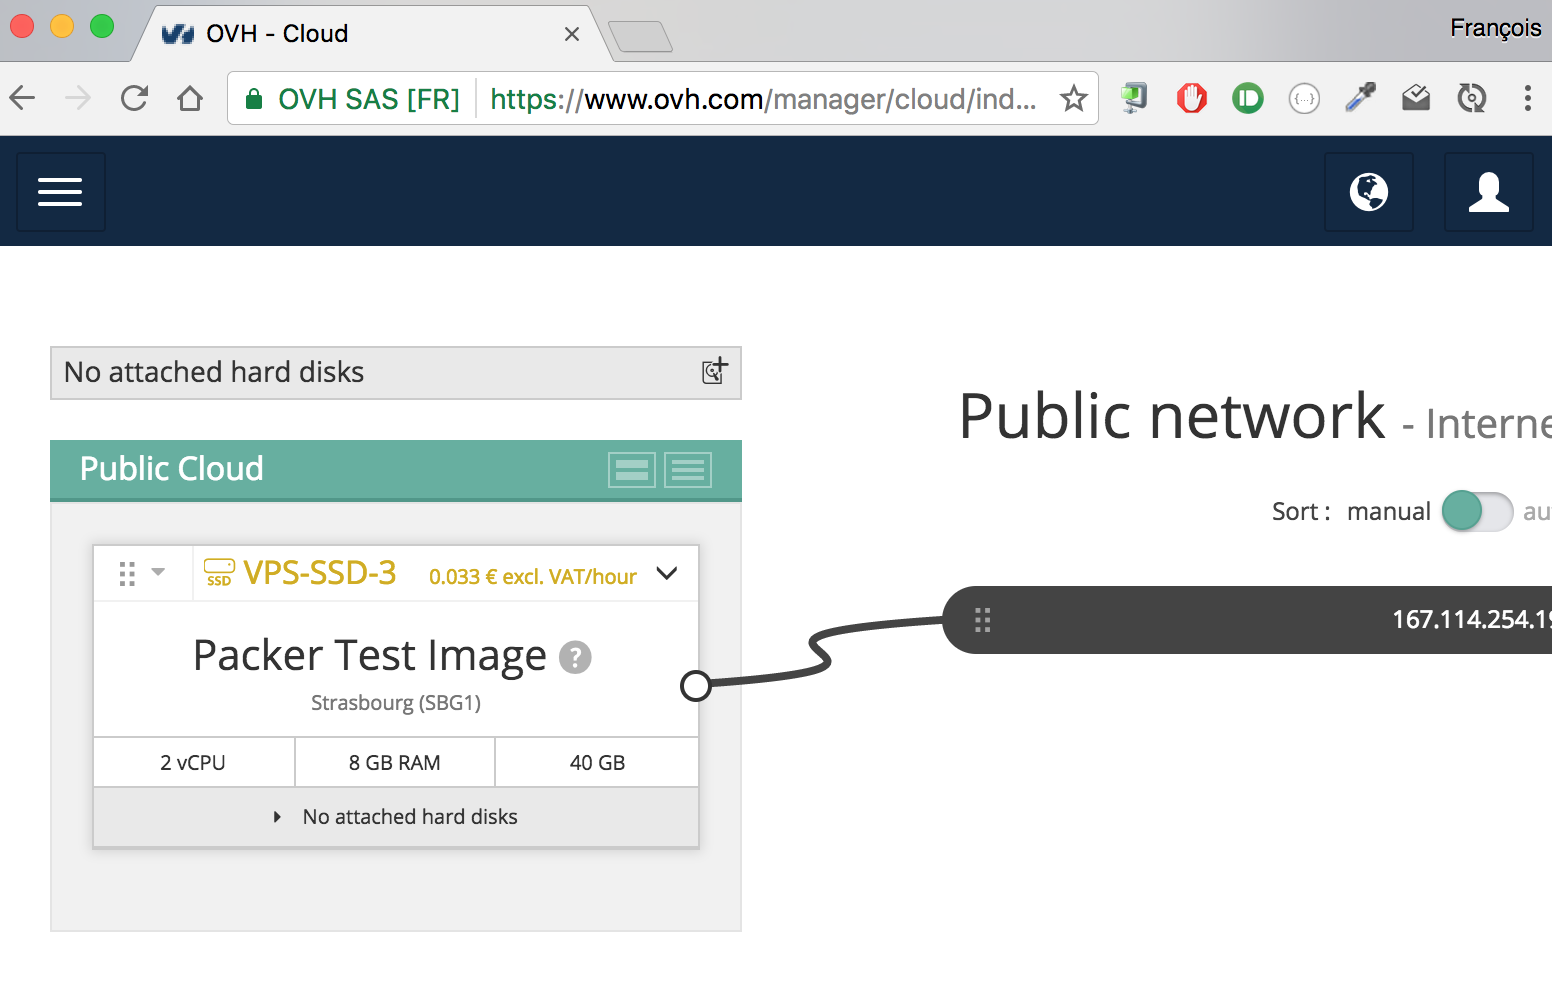 OVH - Cloud
François
OVH SAS [FR]
https://www.ovh.com/manager/cloud/ind...
No attached hard disks
Public Cloud
SSD VPS-SSD-3 0.033 € excl. VAT/hour
Packer Test Image ?
Strasbourg (SBG1)
2 vCPU 8 GB RAM 40 GB
No attached hard disks
Public network - Interne
Sort : manual au
167.114.254.19